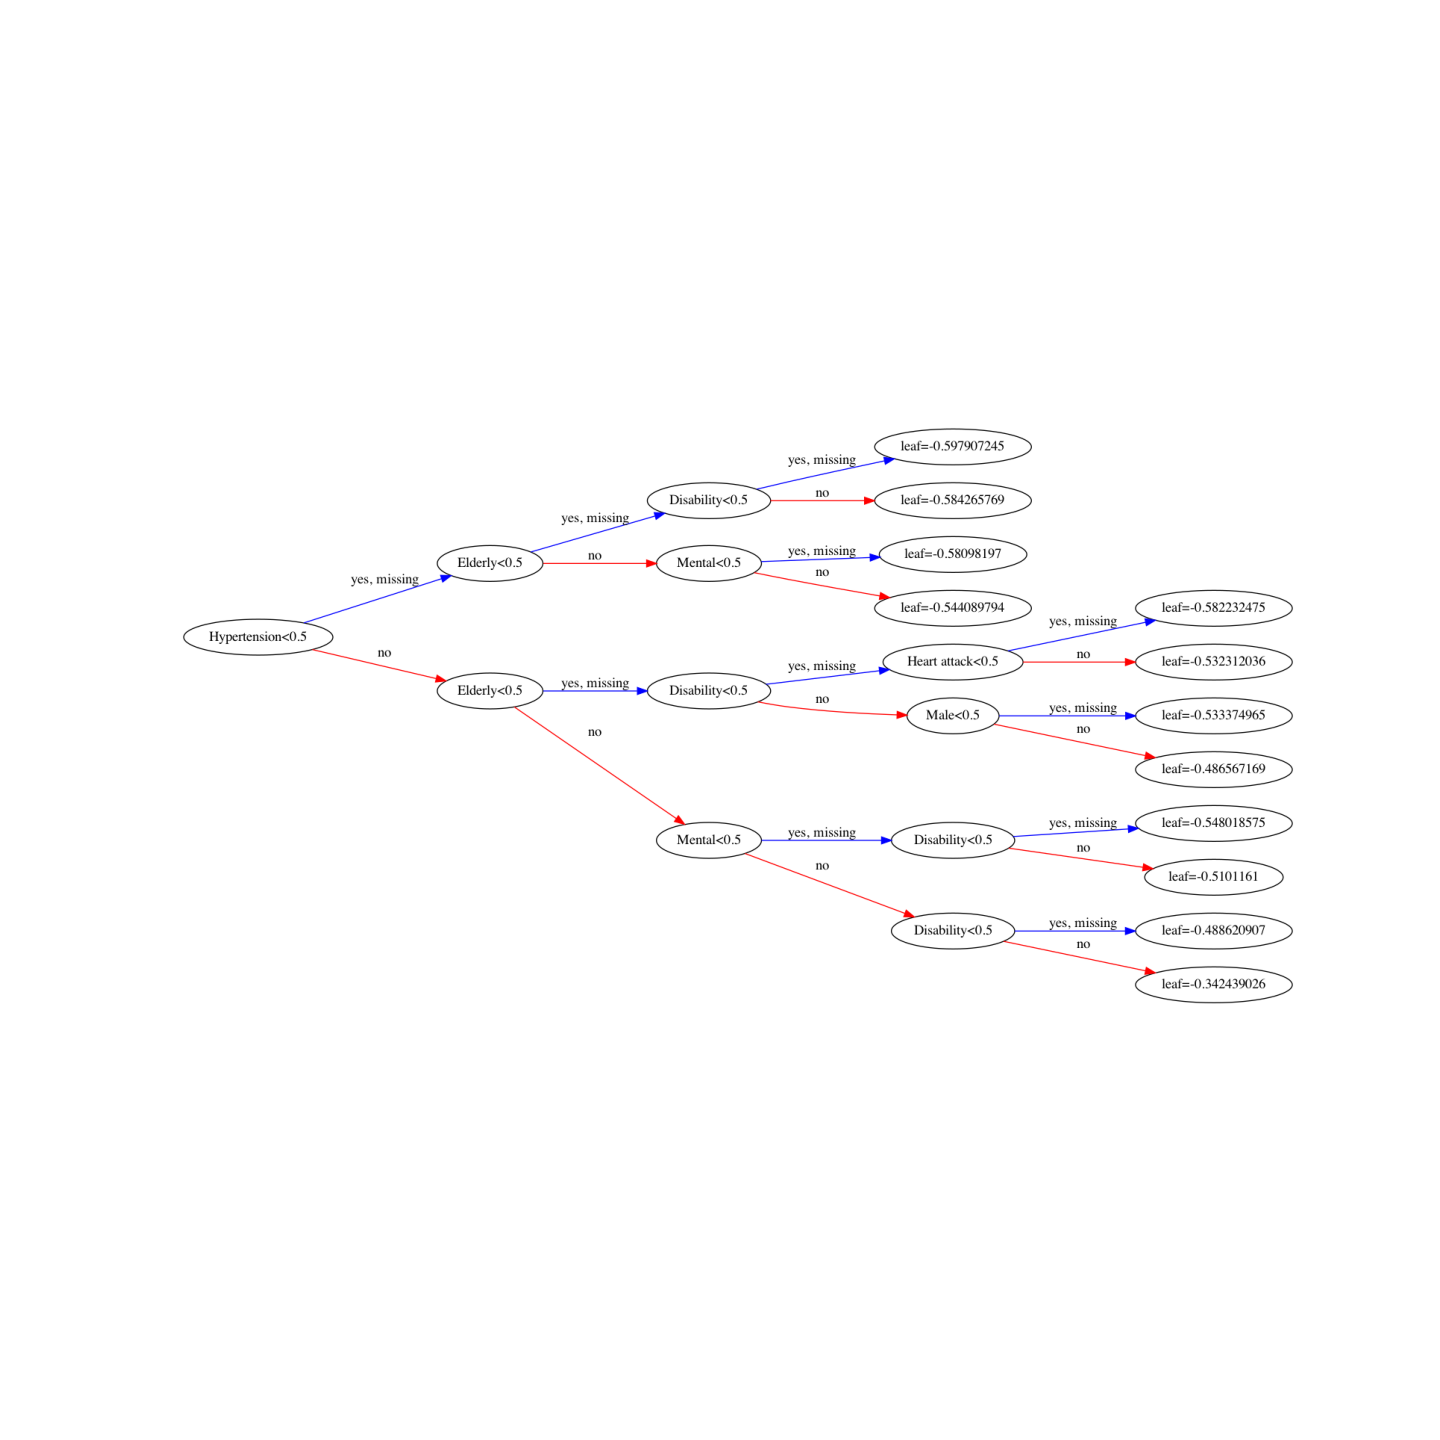 leaf=-0.597907245
yes, missing
Disability<0.5
no
leaf=-0.584265769
yes, missing
Elderly<0.5
no
Mental<0.5
yes, missing
leaf=-0.58098197
no
leaf=-0.544089794
yes, missing
Hypertension<0.5
no
Elderly<0.5
yes, missing
Disability<0.5
yes, missing
Heart attack<0.5
yes, missing
leaf=-0.582232475
no
leaf=-0.532312036
no
Male<0.5
yes, missing
leaf=-0.533374965
no
leaf=-0.486567169
no
Mental<0.5
yes, missing
Disability<0.5
yes, missing
leaf=-0.548018575
no
leaf=-0.5101161
no
Disability<0.5
yes, missing
leaf=-0.488620907
no
leaf=-0.342439026